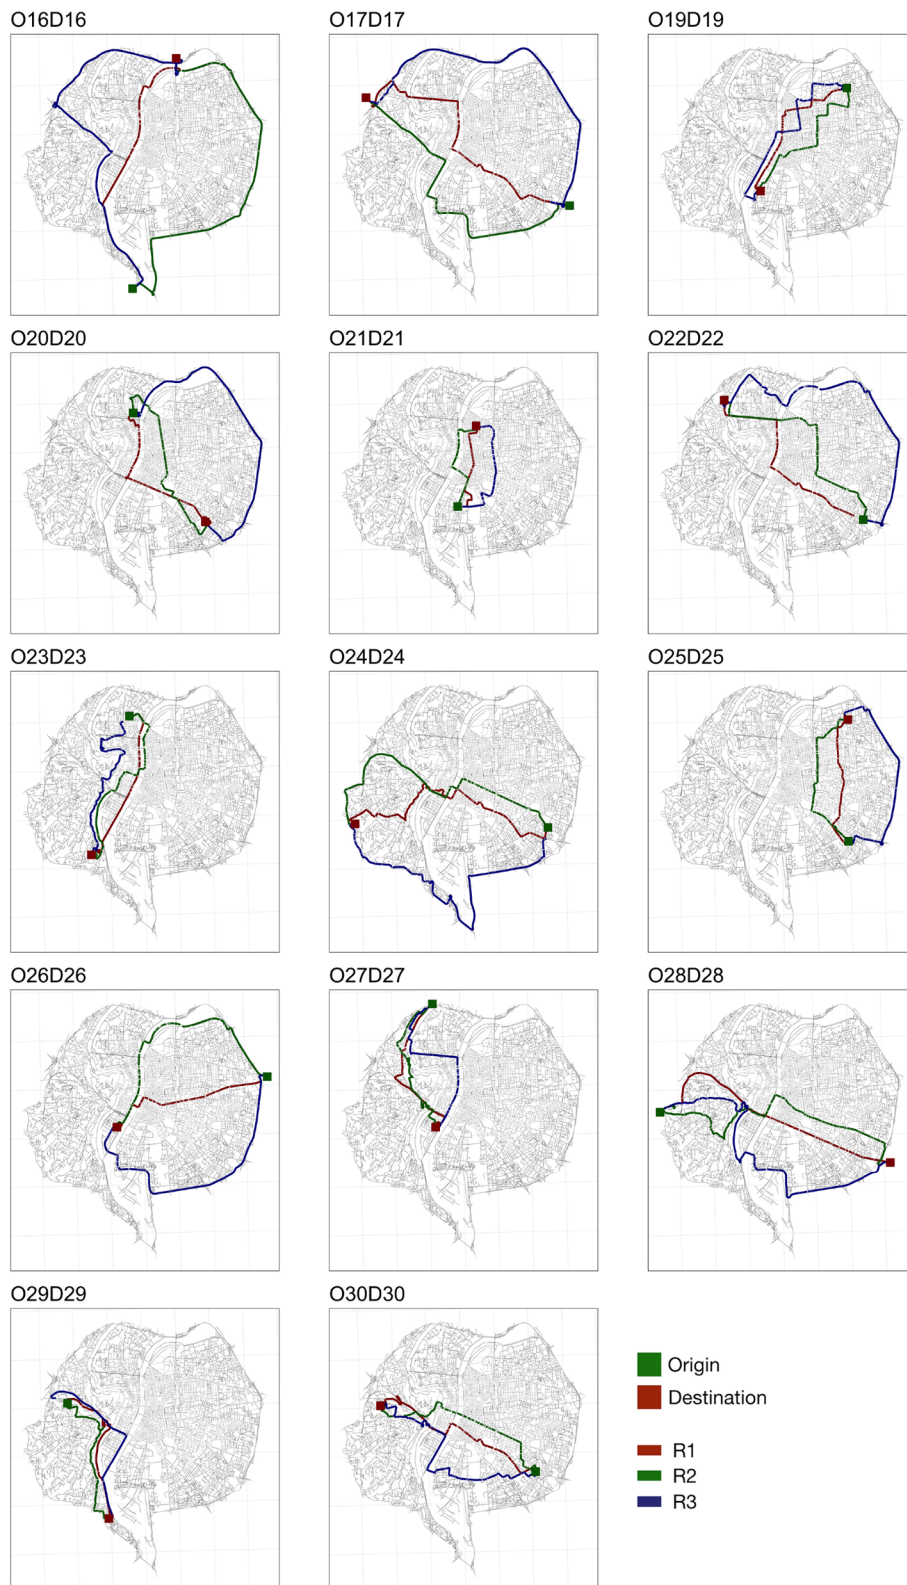 O16D16
O17D17
O19D19
O20D20
O21D21
O22D22
O23D23
O24D24
O25D25
O26D26
O27D27
O28D28
O29D29
O30D30
Origin
Destination
R1
R2
R3